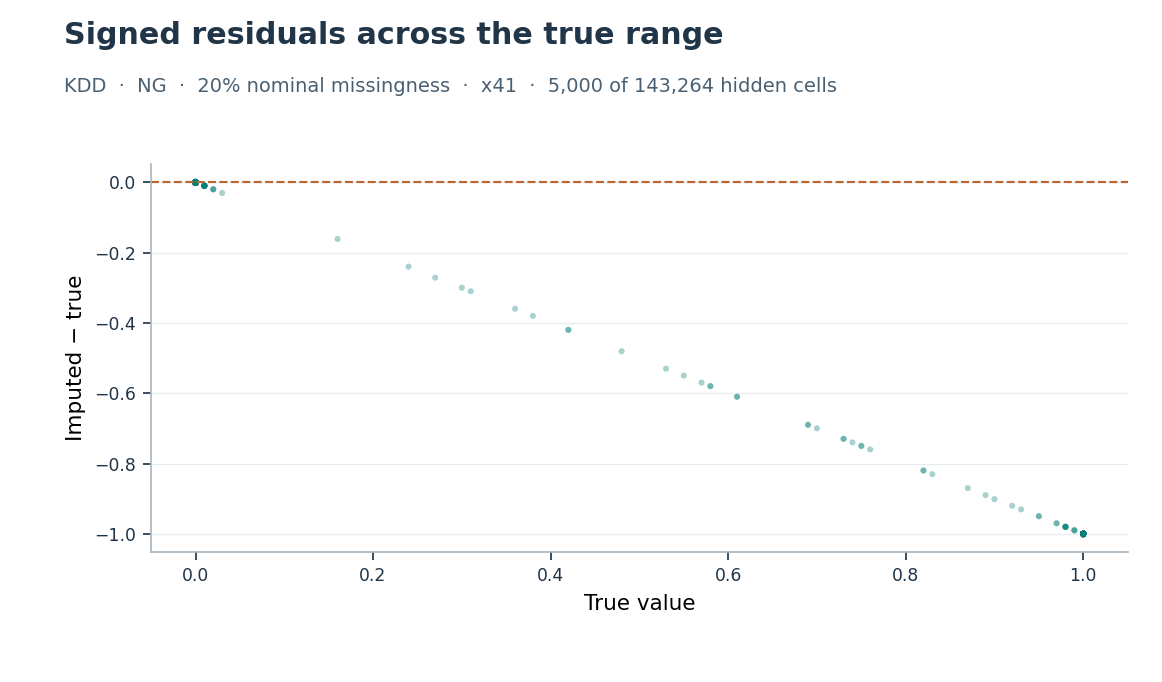 Signed residuals across the true range
KDD · NG · 20% nominal missingness · x41 · 5,000 of 143,264 hidden cells
Imputed − true
0.0
−0.2
−0.4
−0.6
−0.8
−1.0
0.0 0.2 0.4 0.6 0.8 1.0
True value